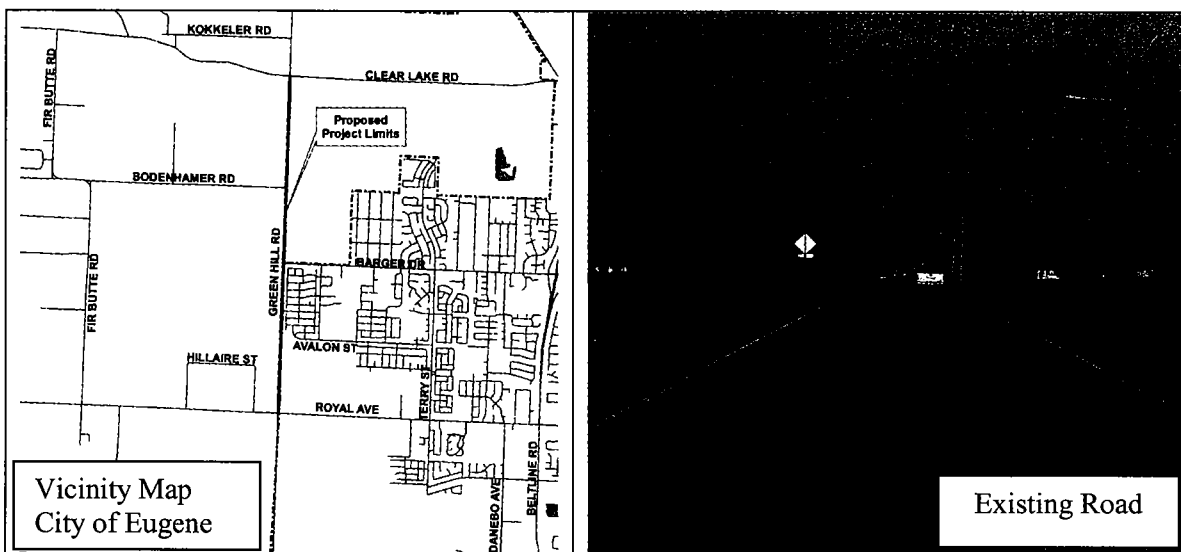 KOKKELER RD
CLEAR LAKE RD
FIR BUTTE RD
Proposed
Project Limits
BODENHAMER RD
GREEN HILL RD
BARGER DR
FIR BUTTE RD
AVALON ST
HILLAIRE ST
TERRY ST
ROYAL AVE
BELTLINE RD
DANEBO AVE
Vicinity Map
City of Eugene
Existing Road